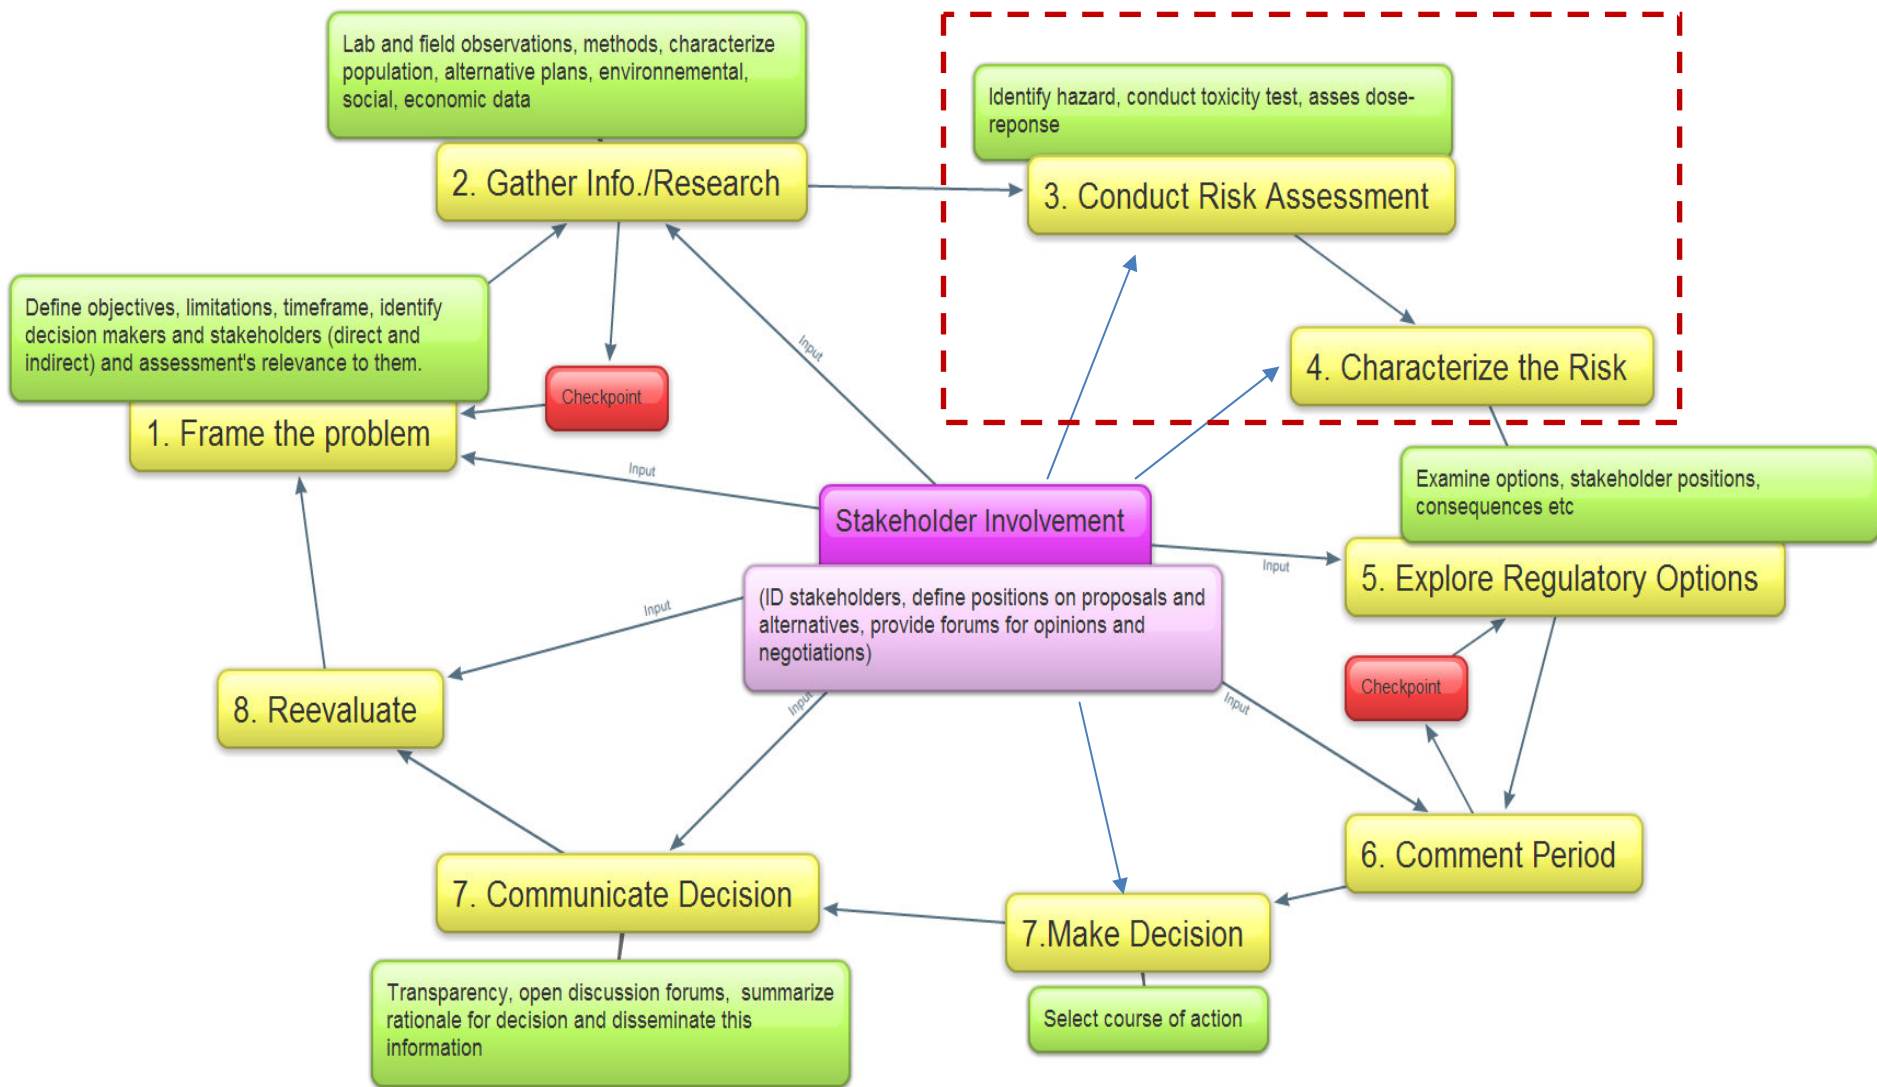 Lab and field observations, methods, characterize
population, alternative plans, environnemental,
social, economic data
2. Gather Info./Research
Identify hazard, conduct toxicity test, asses dose-
reponse
3. Conduct Risk Assessment
Define objectives, limitations, timeframe, identify
decision makers and stakeholders (direct and
indirect) and assessment's relevance to them.
1. Frame the problem
Checkpoint
Input
4. Characterize the Risk
Input
Stakeholder Involvement
(ID stakeholders, define positions on proposals and
alternatives, provide forums for opinions and
negotiations)
Examine options, stakeholder positions,
consequences etc
5. Explore Regulatory Options
Input
Checkpoint
Input
8. Reevaluate
Input
Input
6. Comment Period
7. Communicate Decision
7.Make Decision
Transparency, open discussion forums,  summarize
rationale for decision and disseminate this
information
Select course of action